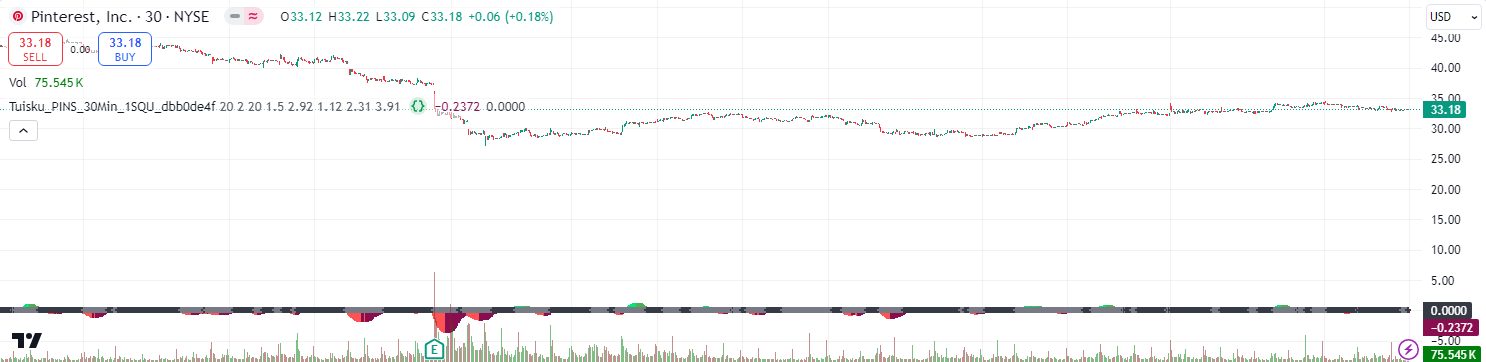 Pinterest, Inc. · 30 · NYSE O33.12 H33.22 L33.09 C33.18 +0.06 (+0.18%)
USD
33.18 SELL
0.00
33.18 BUY
Vol 75.545 K
Tuisku_PINS_30Min_1SQU_dbb0de4f 20 2 20 1.5 2.92 1.12 2.31 3.91 {} −0.2372 0.0000
45.00
40.00
35.00
33.18
30.00
25.00
20.00
15.00
10.00
5.00
0.0000
−0.2372
−5.00
75.545 K
E